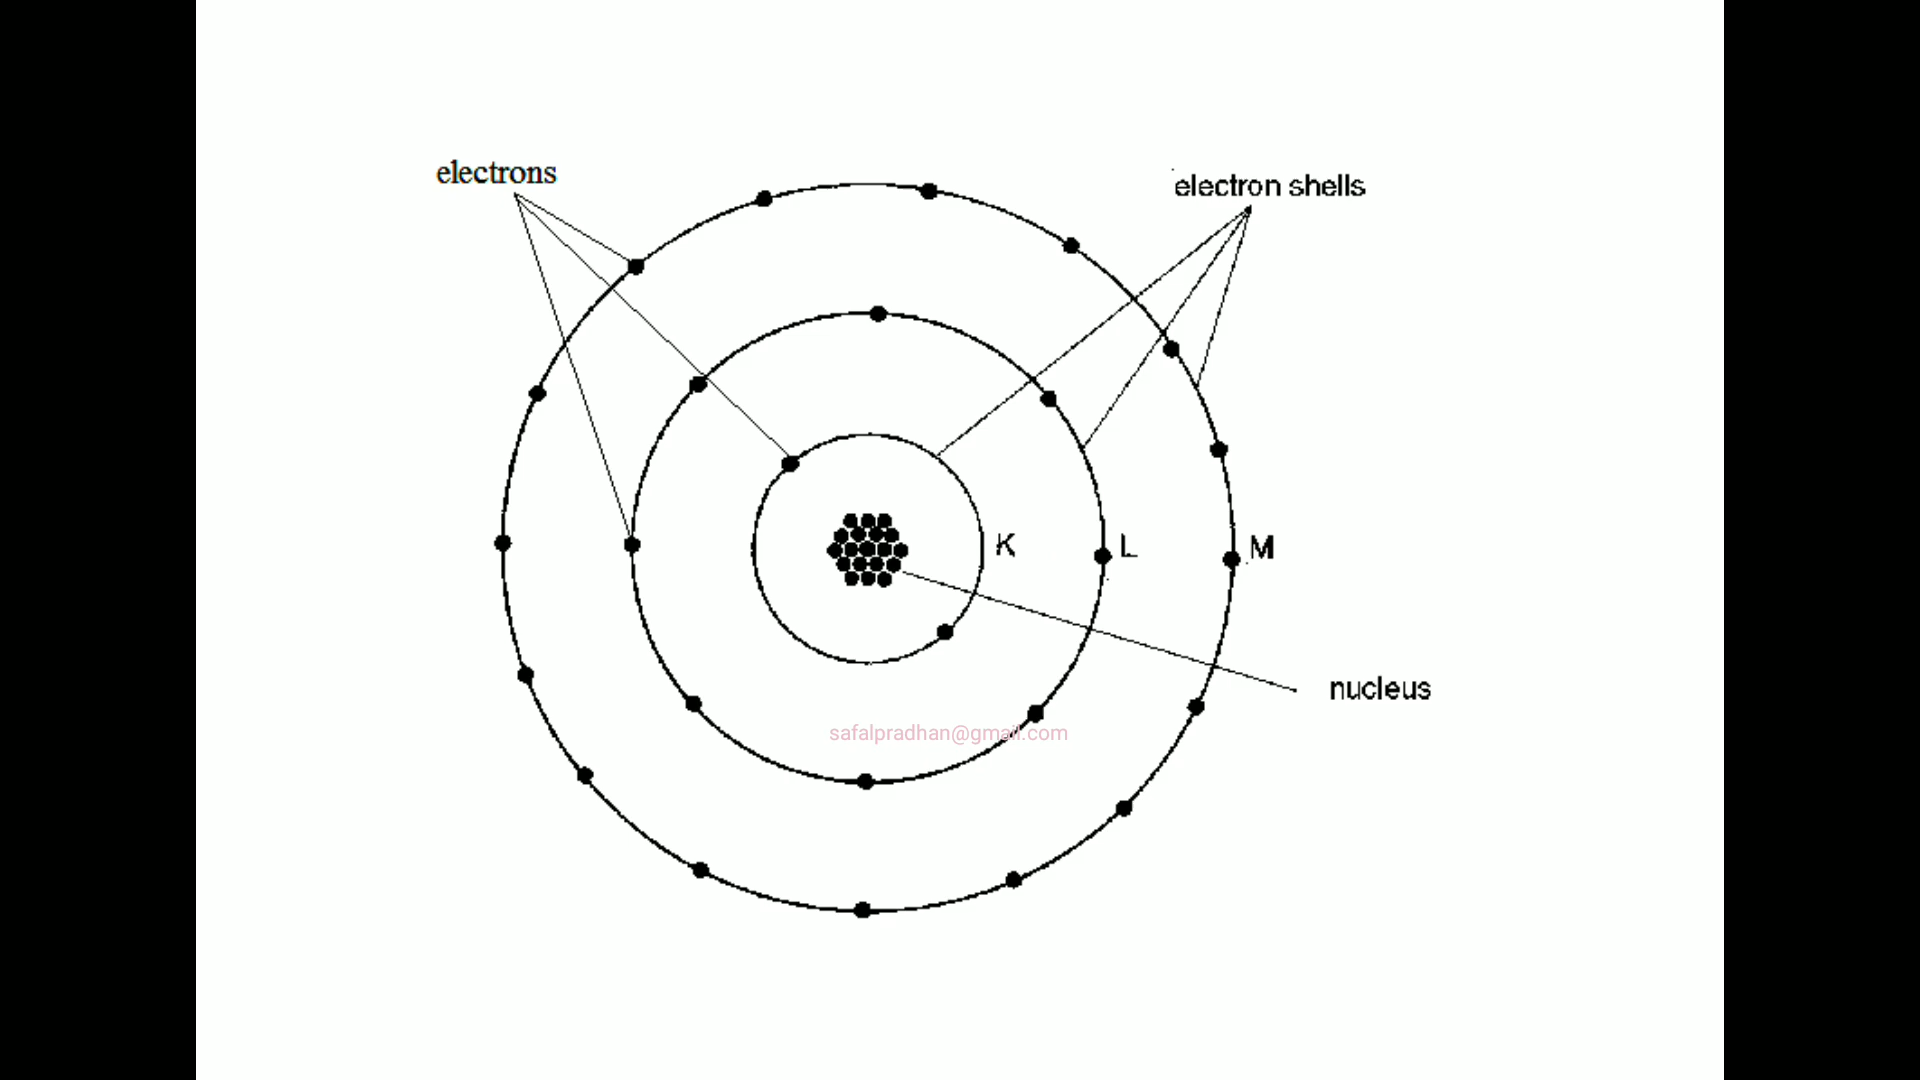 electrons
electron shells
K
L
M
nucleus
safalpradhan@gmail.com